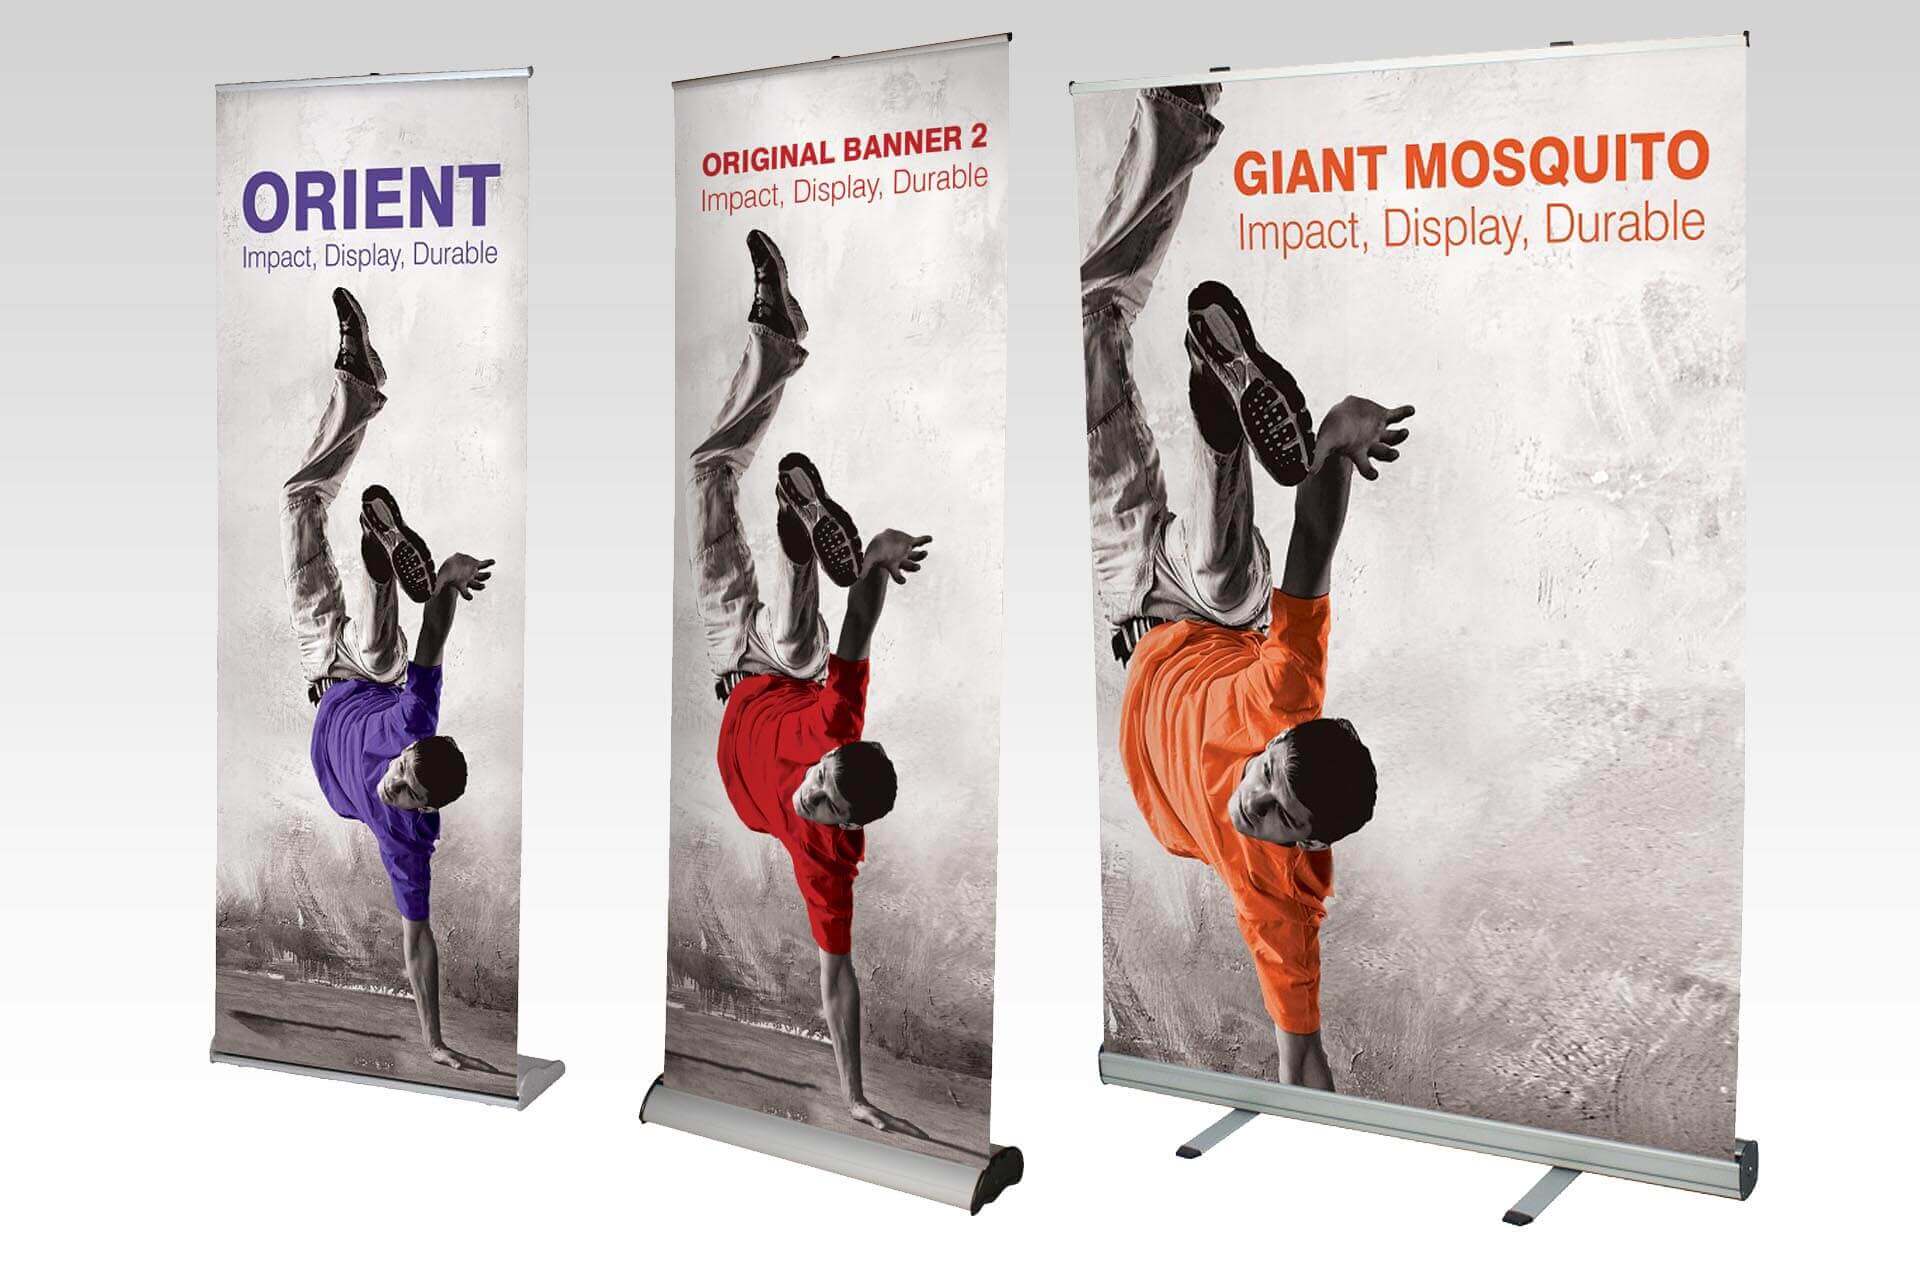 ORIENT
Impact, Display, Durable
ORIGINAL BANNER 2
Impact, Display, Durable
GIANT MOSQUITO
Impact, Display, Durable